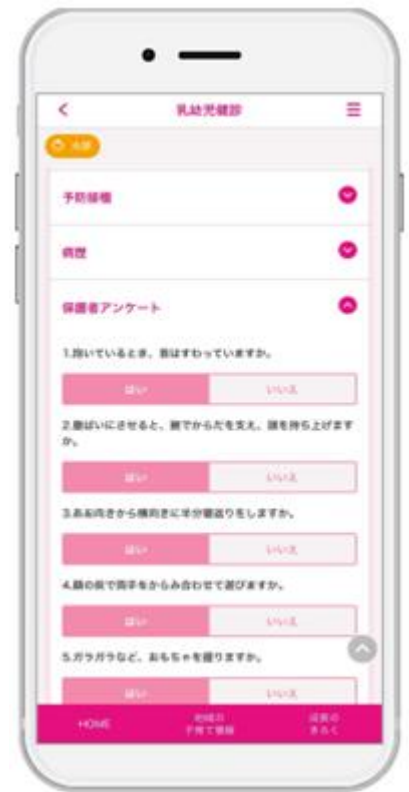 乳幼児健診
予防接種
病歴
保護者アンケート
1.抱いているとき、首はすわっていますか。
はい
いいえ
2.腹ばいにさせると、腕でからだを支え、頭を持ち上げます
か。
はい
いいえ
3.あお向きから横向きに半分寝返りをしますか。
はい
いいえ
4.顔の前で両手をからみ合わせて遊びますか。
はい
いいえ
5.ガラガラなど、おもちゃを握りますか。
はい
いいえ
HOME
地域の
子育て情報
成長の
きろく